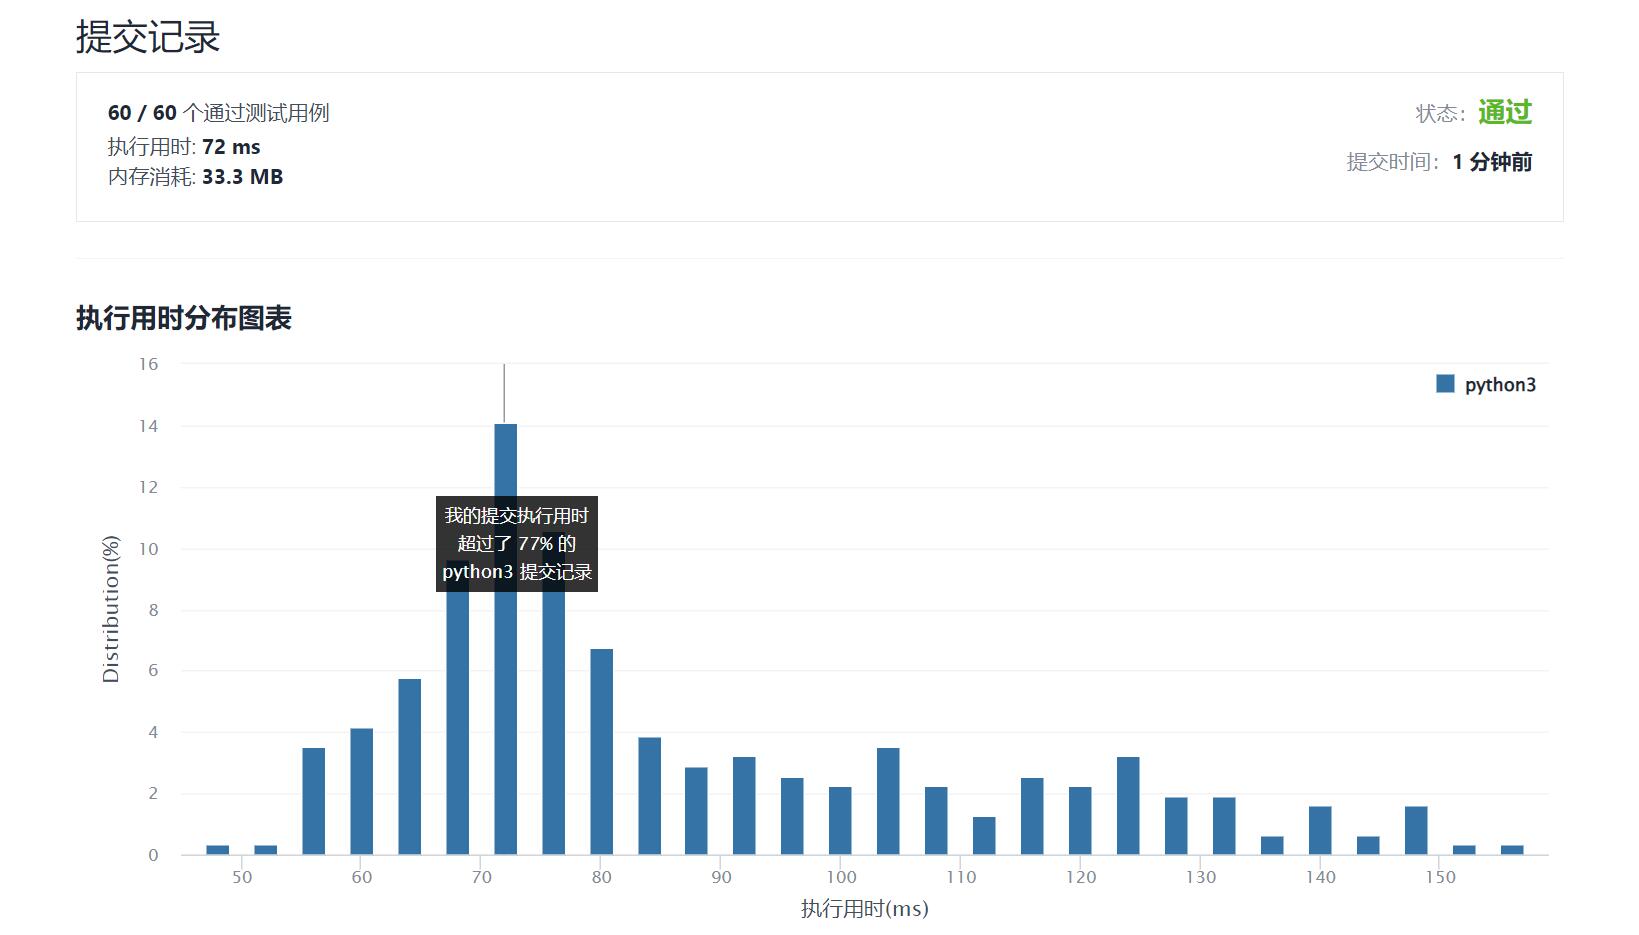 提交记录
60 / 60 个通过测试用例
状态：通过
执行用时: 72 ms
提交时间：1 分钟前
内存消耗: 33.3 MB
执行用时分布图表
python3
16
14
12
10
8
6
4
2
0
Distribution(%)
我的提交执行用时
超过了 77% 的
python3 提交记录
50 60 70 80 90 100 110 120 130 140 150
执行用时(ms)